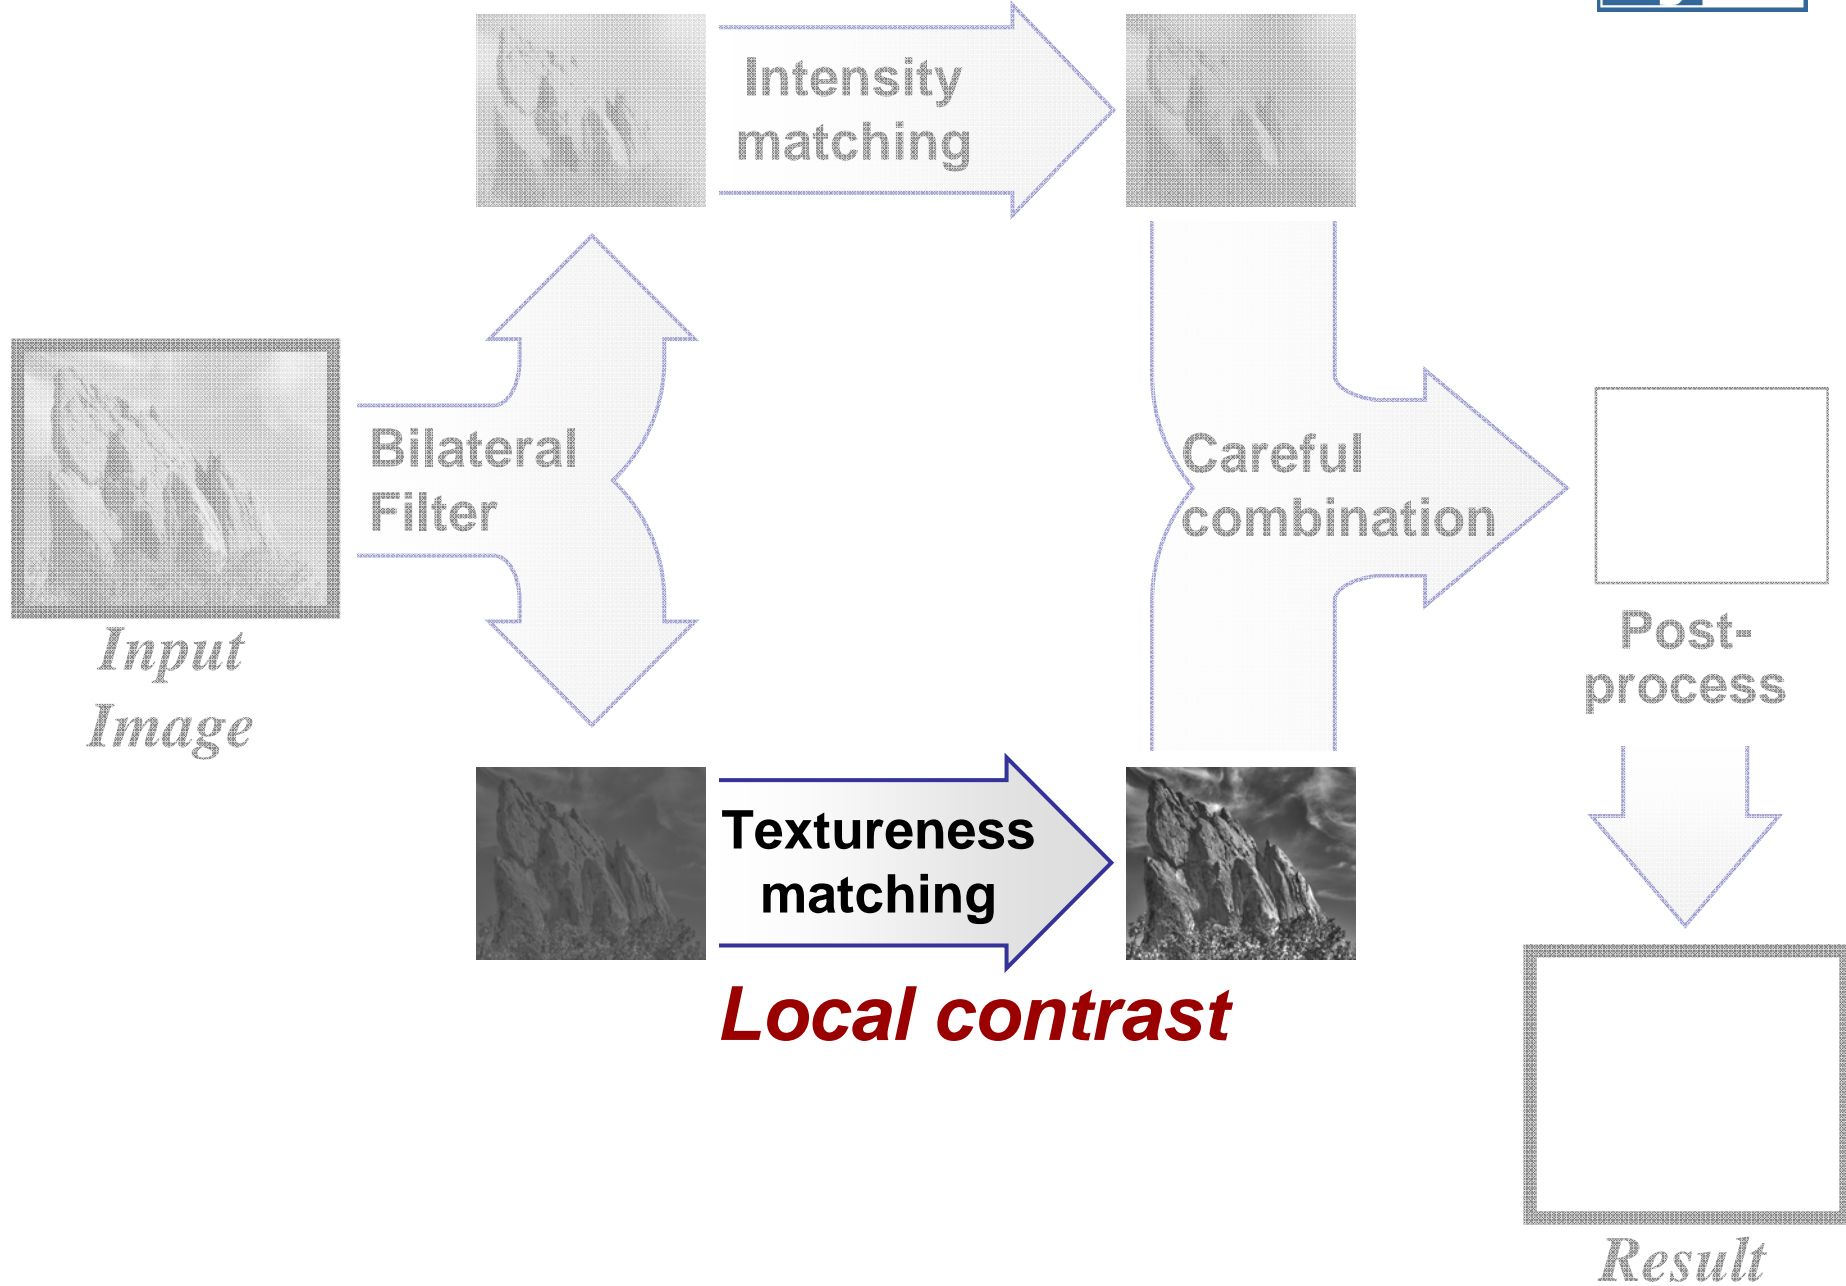 Intensity
matching
Bilateral
Filter
Careful
combination
Input
Image
Post-
process
Textureness
matching
Local contrast
Result